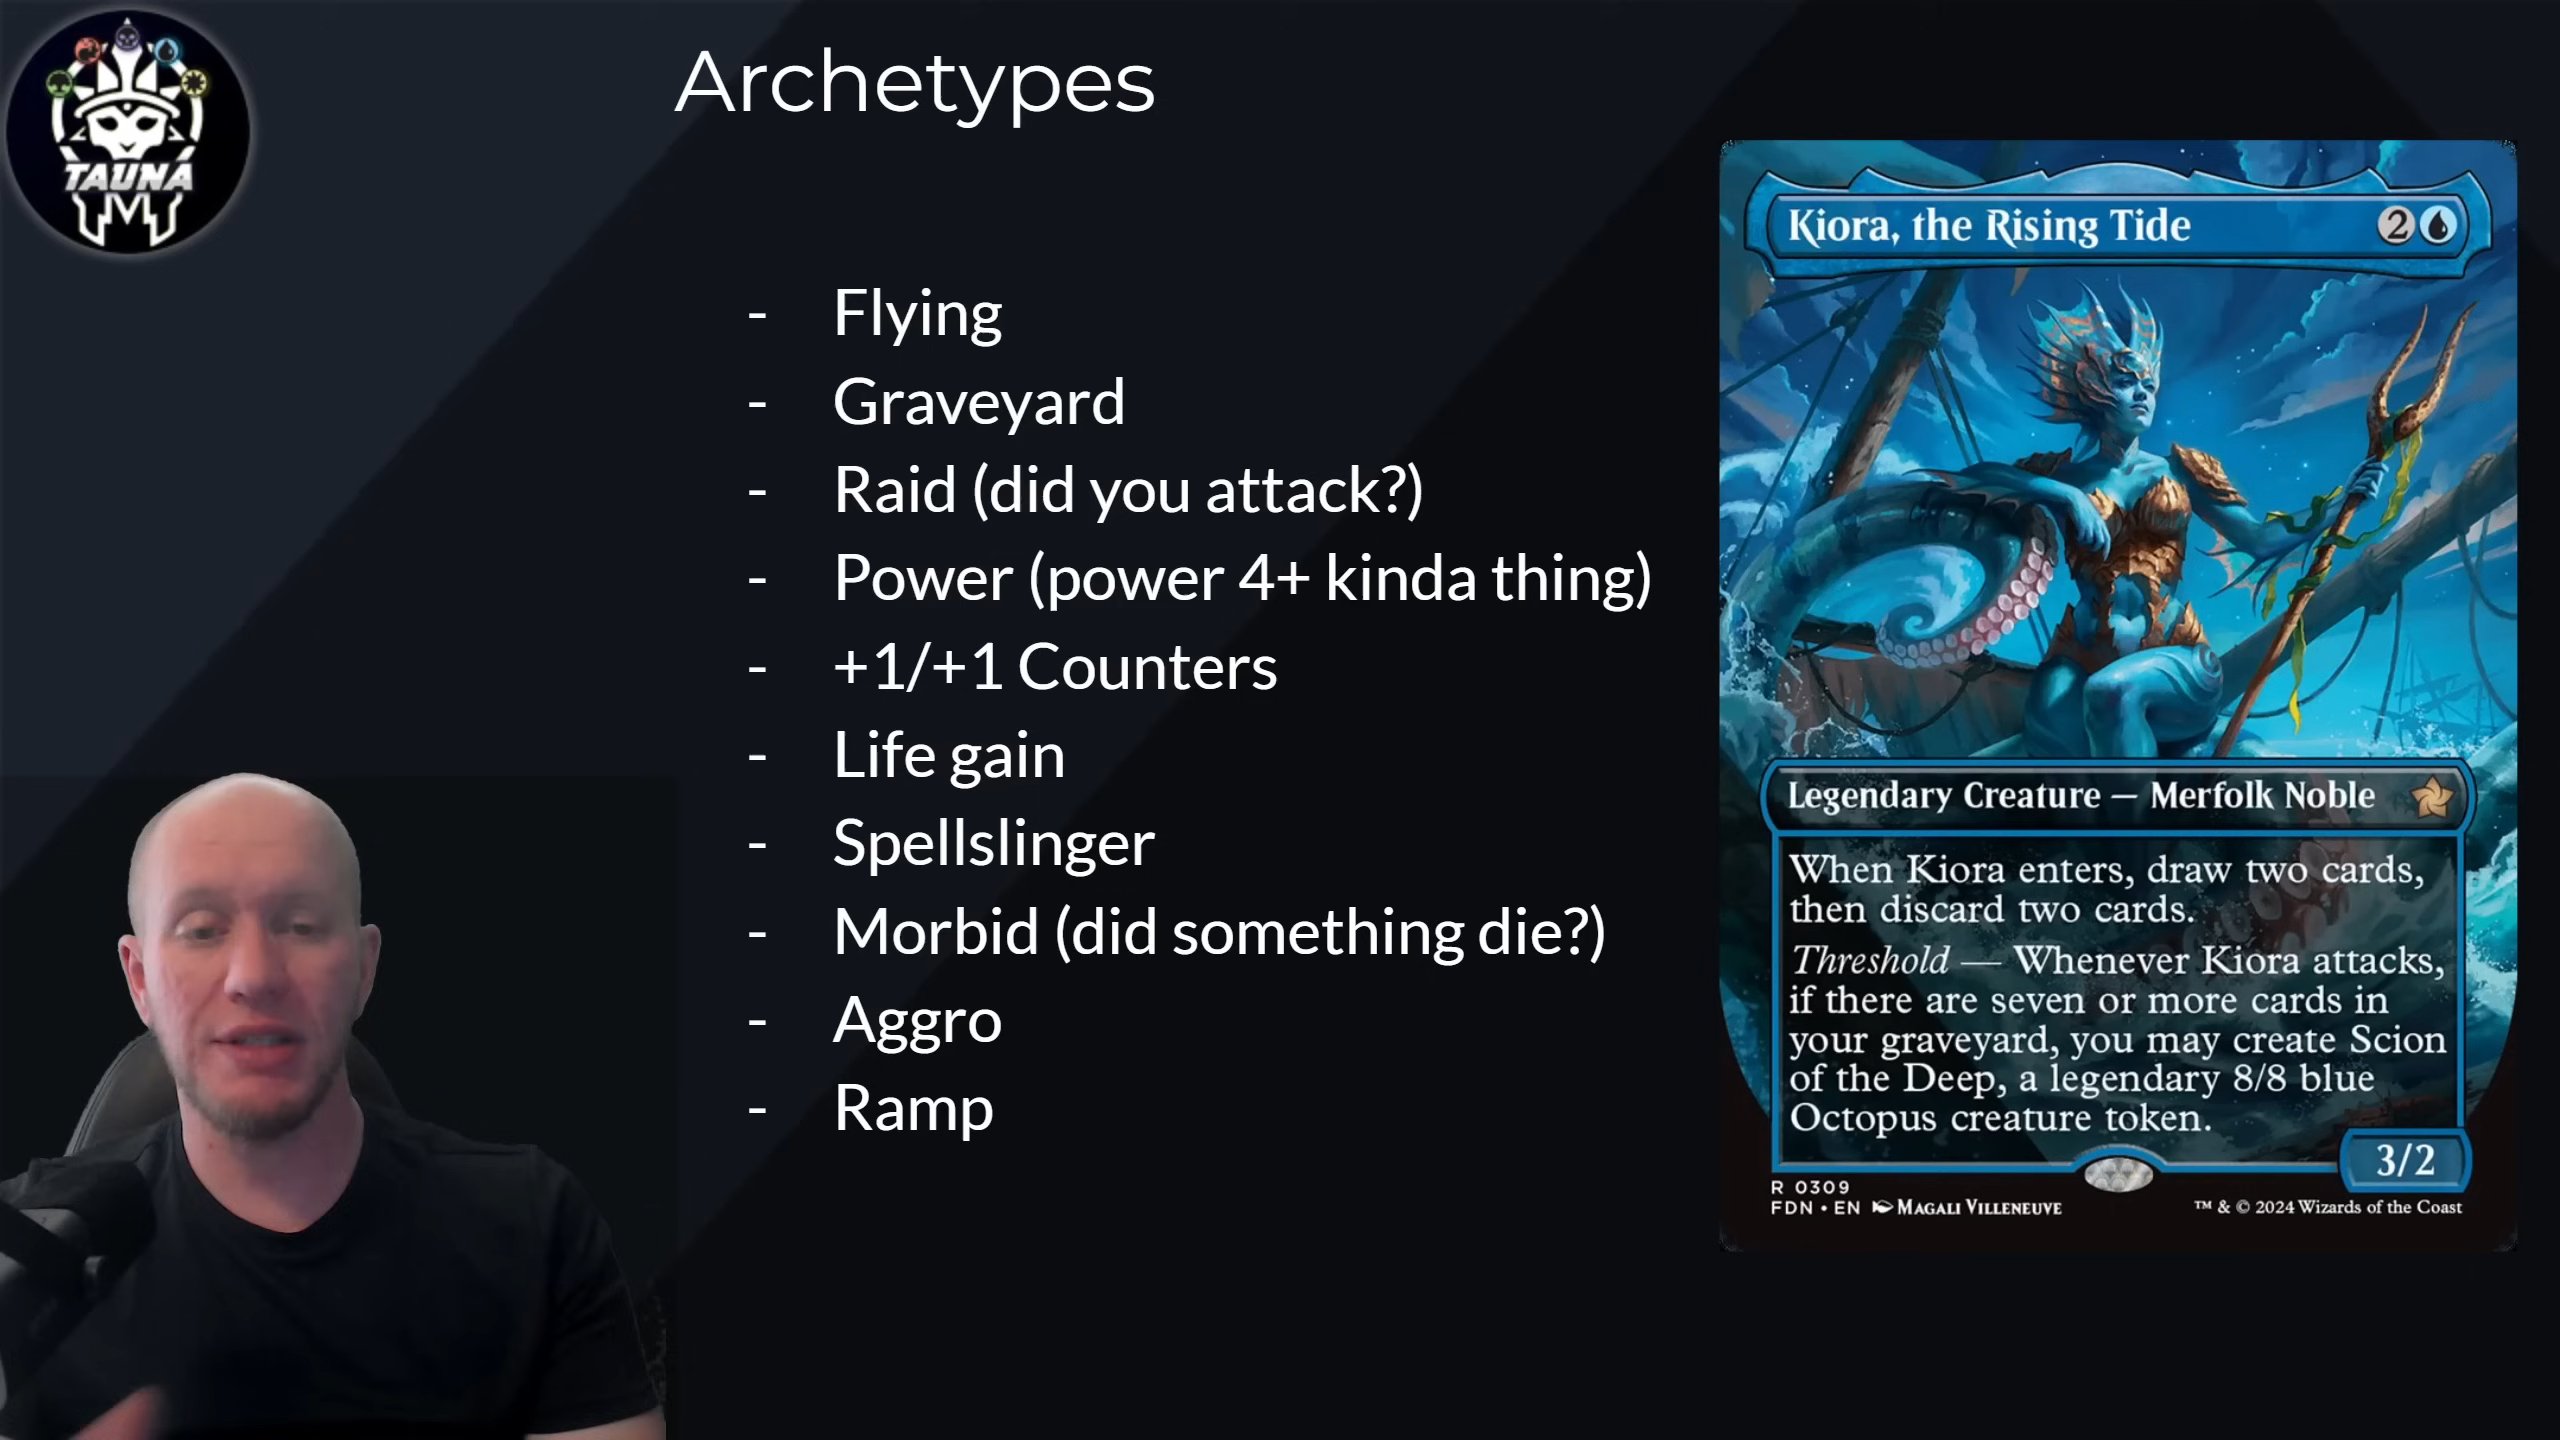 TAUNA
M
Archetypes
- Flying
- Graveyard
- Raid (did you attack?)
- Power (power 4+ kinda thing)
- +1/+1 Counters
- Life gain
- Spellslinger
- Morbid (did something die?)
- Aggro
- Ramp
Kiora, the Rising Tide 2
Legendary Creature — Merfolk Noble
When Kiora enters, draw two cards,
then discard two cards.
Threshold — Whenever Kiora attacks,
if there are seven or more cards in
your graveyard, you may create Scion
of the Deep, a legendary 8/8 blue
Octopus creature token.
3/2
R 0309
FDN • EN Magali Villeneuve
™ & © 2024 Wizards of the Coast